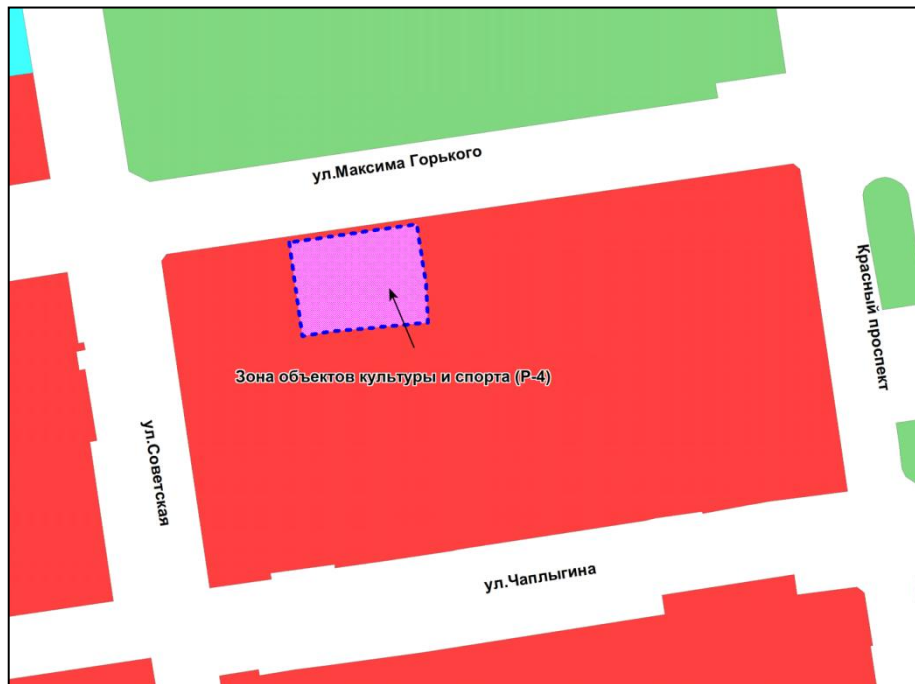 ул.Максима Горького
Красный проспект
Зона объектов культуры и спорта (Р-4)
ул.Советская
ул.Чаплыгина